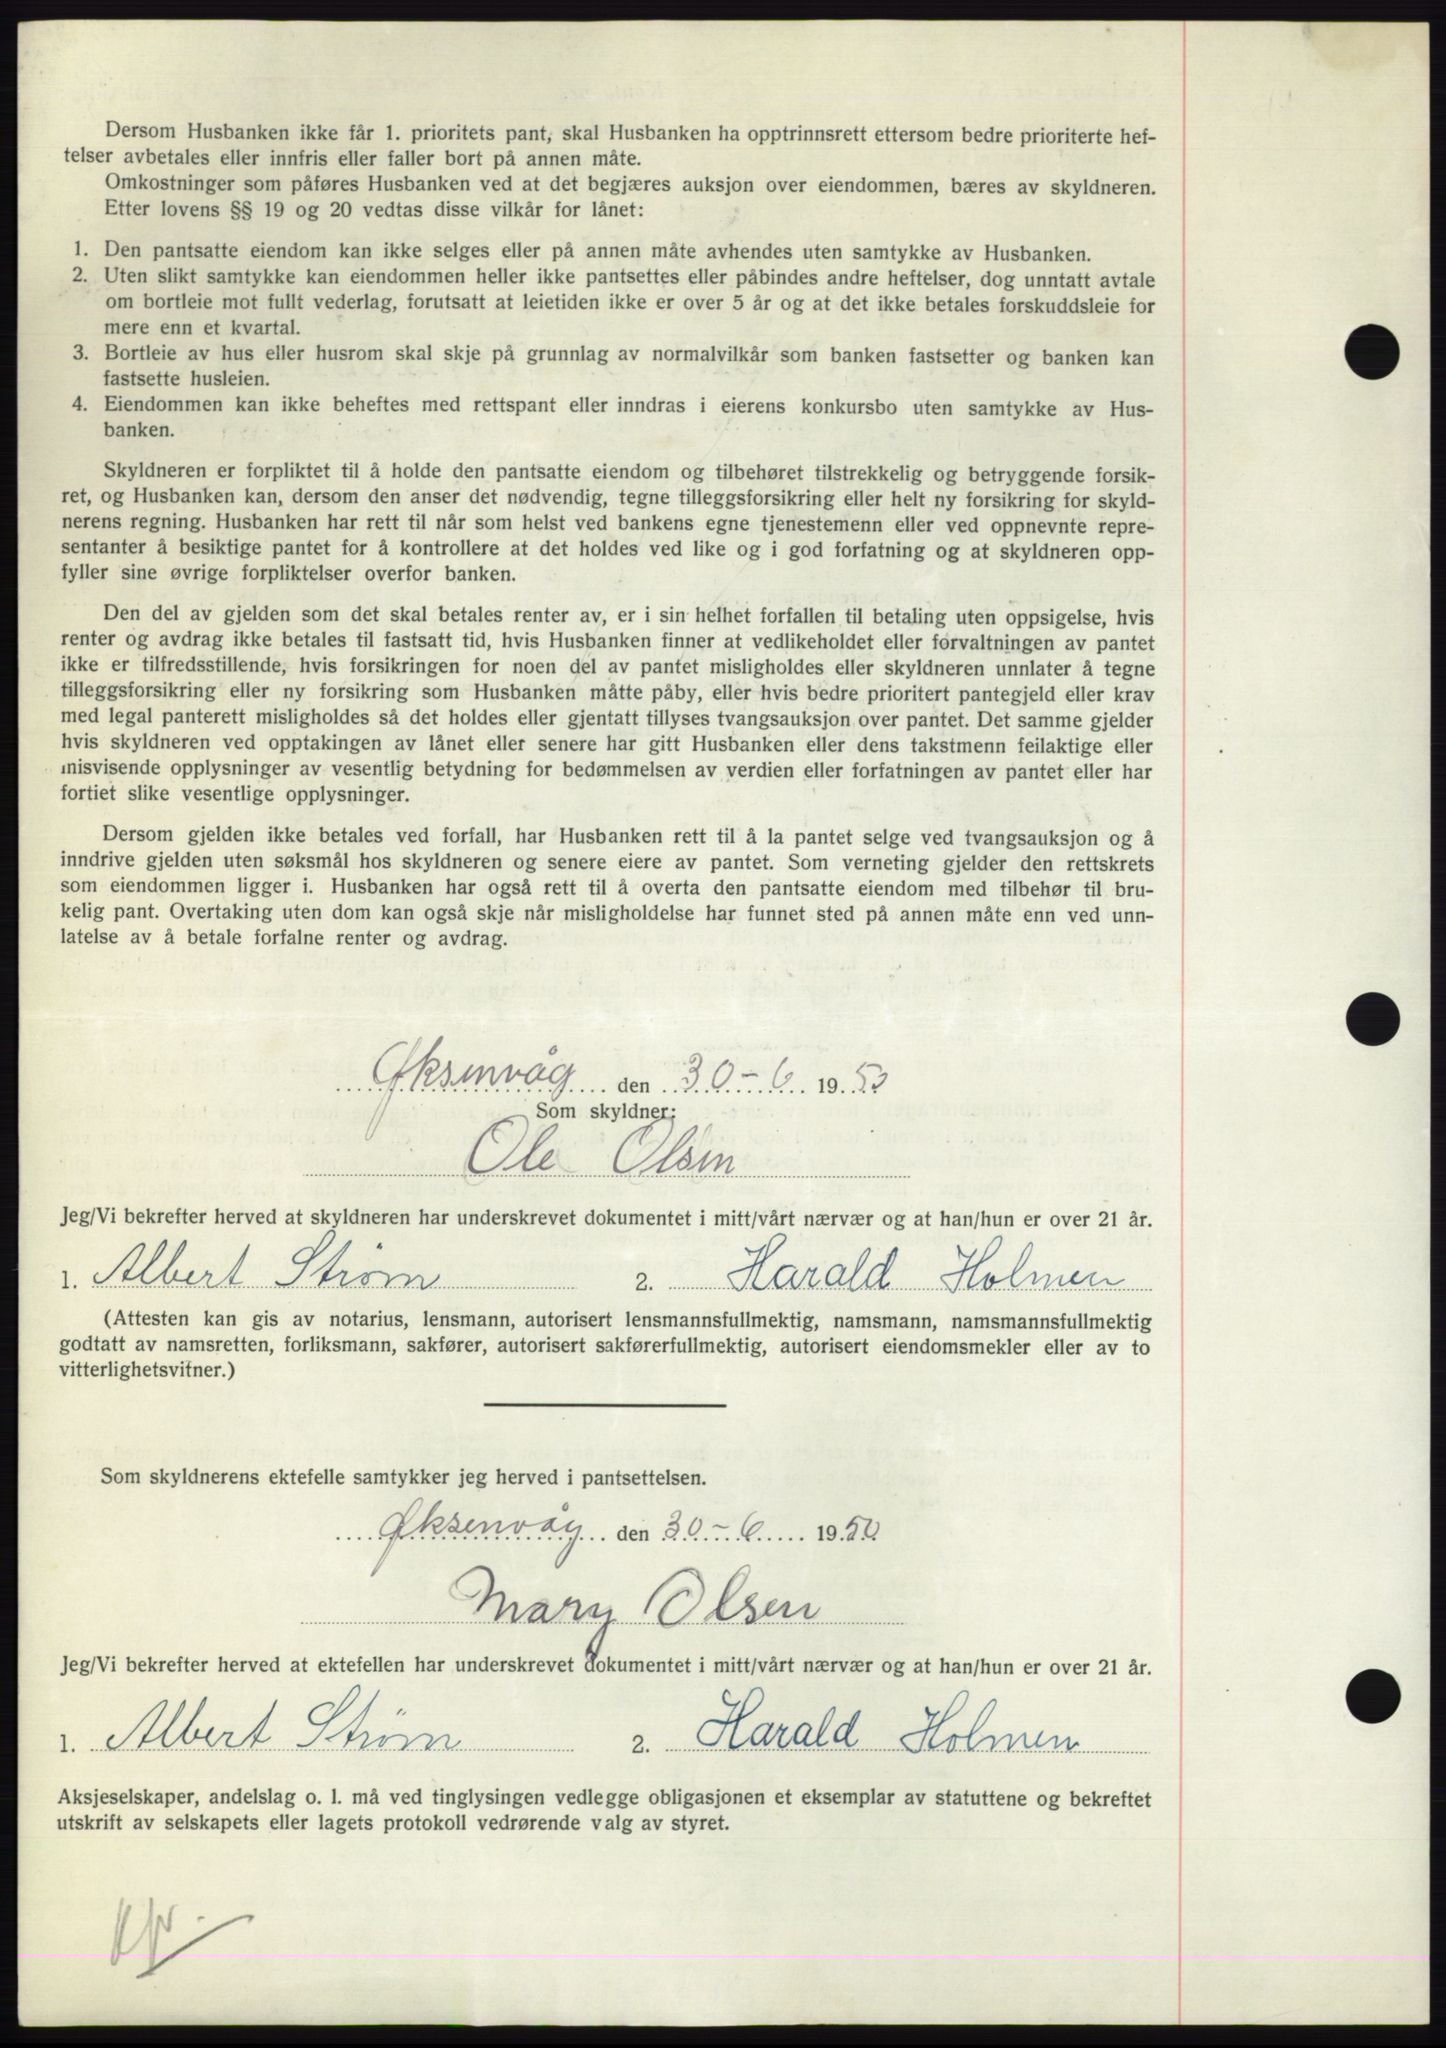 Dersom Husbanken ikke får 1. prioritets pant, skal Husbanken ha opptrinnsrett ettersom bedre prioriterte hef-
telser avbetales eller innfris eller faller bort på annen måte.
Omkostninger som påføres Husbanken ved at det begjæres auksjon over eiendommen, bæres av skyldneren.
Etter lovens §§ 19 og 20 vedtas disse vilkår for lånet:
1. Den pantsatte eiendom kan ikke selges eller på annen måte avhendes uten samtykke av Husbanken.
2. Uten slikt samtykke kan eiendommen heller ikke pantsettes eller påbindes andre heftelser, dog unntatt avtale
om bortleie mot fullt vederlag, forutsatt at leietiden ikke er over 5 år og at det ikke betales forskuddsleie for
mere enn et kvartal.
3. Bortleie av hus eller husrom skal skje på grunnlag av normalvilkår som banken fastsetter og banken kan
fastsette husleien.
4. Eiendommen kan ikke beheftes med rettspant eller inndras i eierens konkursbo uten samtykke av Hus-
banken.
Skyldneren er forpliktet til å holde den pantsatte eiendom og tilbehøret tilstrekkelig og betryggende forsik-
ret, og Husbanken kan, dersom den anser det nødvendig, tegne tilleggsforsikring eller helt ny forsikring for skyld-
nerens regning. Husbanken har rett til når som helst ved bankens egne tjenestemenn eller ved oppnevnte repre-
sentanter å besiktige pantet for å kontrollere at det holdes ved like og i god forfatning og at skyldneren opp-
fyller sine øvrige forpliktelser overfor banken.
Den del av gjelden som det skal betales renter av, er i sin helhet forfallen til betaling uten oppsigelse, hvis
renter og avdrag ikke betales til fastsatt tid, hvis Husbanken finner at vedlikeholdet eller forvaltningen av pantet
ikke er tilfredsstillende, hvis forsikringen for noen del av pantet misligholdes eller skyldneren unnlater å tegne
tilleggsforsikring eller ny forsikring som Husbanken måtte påby, eller hvis bedre prioritert pantegjeld eller krav
med legal panterett misligholdes så det holdes eller gjentatt tillyses tvangsauksjon over pantet. Det samme gjelder
hvis skyldneren ved opptakingen av lånet eller senere har gitt Husbanken eller dens takstmenn feilaktige eller
misvisende opplysninger av vesentlig betydning for bedømmelsen av verdien eller forfatningen av pantet eller har
fortiet slike vesentlige opplysninger.
Dersom gjelden ikke betales ved forfall, har Husbanken rett til å la pantet selge ved tvangsauksjon og å
inndrive gjelden uten søksmål hos skyldneren og senere eiere av pantet. Som verneting gjelder den rettskrets
som eiendommen ligger i. Husbanken har også rett til å overta den pantsatte eiendom med tilbehør til bru-
kelig pant. Overtaking uten dom kan også skje når misligholdelse har funnet sted på annen måte enn ved unn-
latelse av å betale forfalne renter og avdrag.
Øksenvåg den 30-6 1950
Som skyldner:
Ole Olsen
Jeg/Vi bekrefter herved at skyldneren har underskrevet dokumentet i mitt/vårt nærvær og at han/hun er over 21 år.
1. Albert Strøm 2. Harald Holmen
(Attesten kan gis av notarius, lensmann, autorisert lensmannsfullmektig, namsmann, namsmannsfullmektig
godtatt av namsretten, forliksmann, sakfører, autorisert sakførerfullmektig, autorisert eiendomsmekler eller av to
vitterlighetsvitner.)
Som skyldnerens ektefelle samtykker jeg herved i pantsettelsen.
Øksenvåg den 30-6 1950
Mary Olsen
Jeg/Vi bekrefter herved at ektefellen har underskrevet dokumentet i mitt/vårt nærvær og at han/hun er over 21 år.
1. Albert Strøm 2. Harald Holmen
Aksjeselskaper, andelslag o. l. må ved tinglysingen vedlegge obligasjonen et eksemplar av statuttene og bekreftet
utskrift av selskapets eller lagets protokoll vedrørende valg av styret.